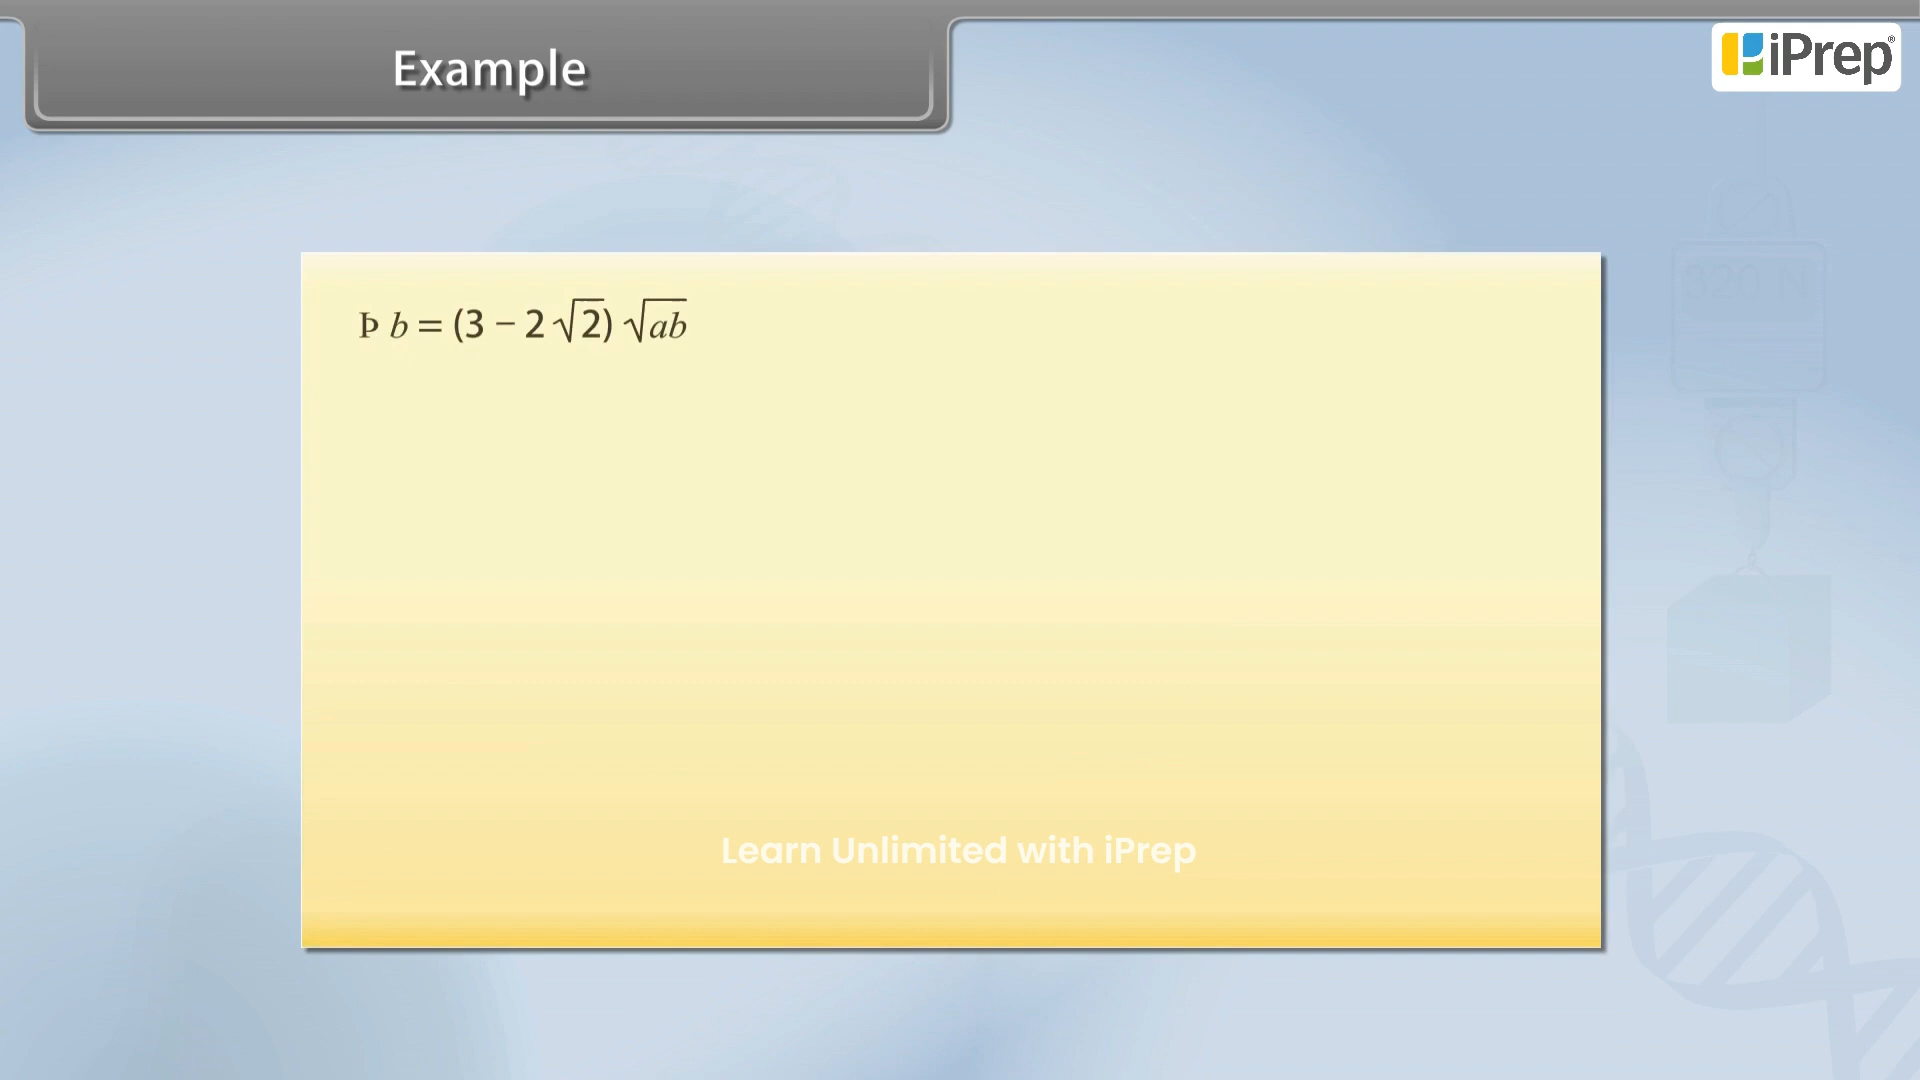 Example
iPrep®
Þ b = (3 − 2√2) √ab
Learn Unlimited with iPrep